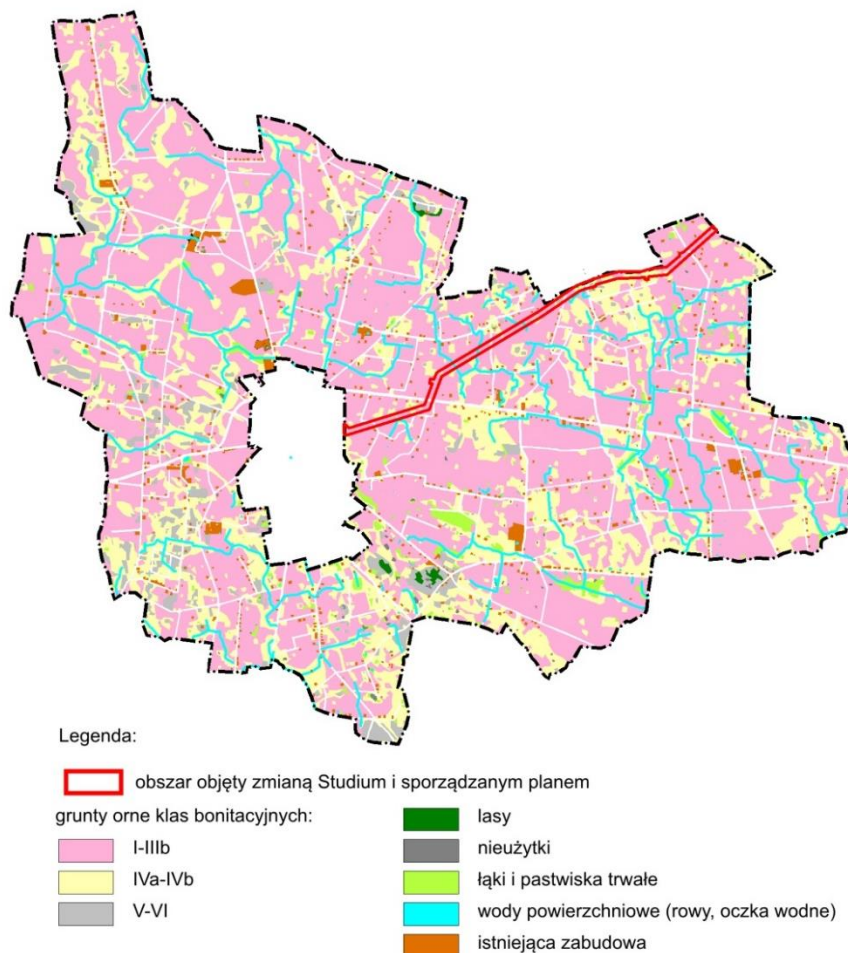 Legenda:
obszar objęty zmianą Studium i sporządzanym planem
grunty orne klas bonitacyjnych:
I-IIIb
IVa-IVb
V-VI
lasy
nieużytki
łąki i pastwiska trwałe
wody powierzchniowe (rowy, oczka wodne)
istniejąca zabudowa